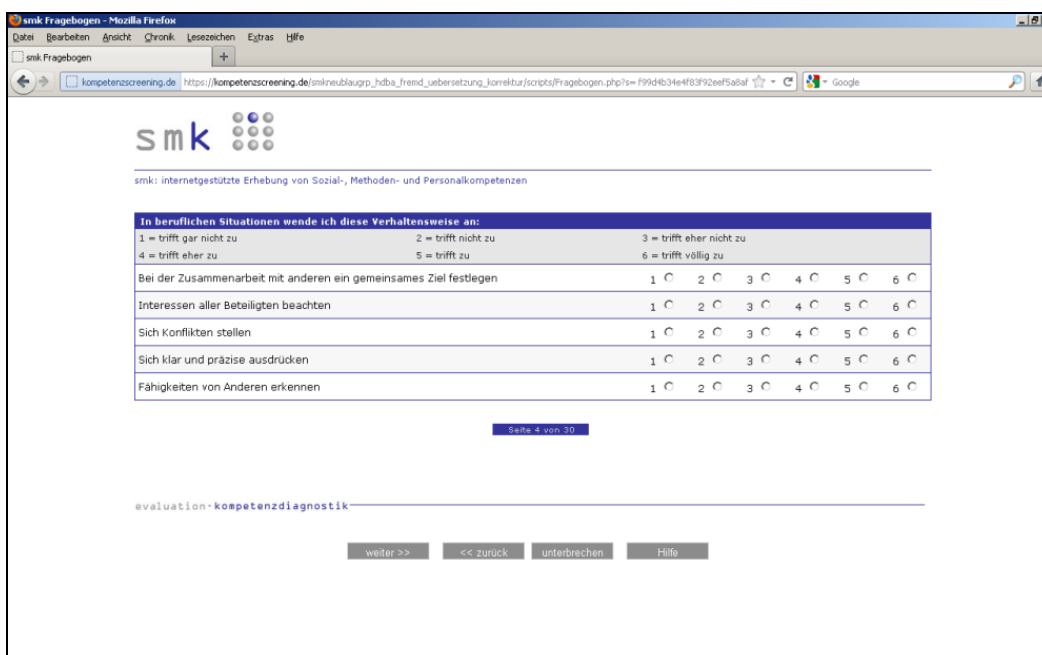 smk Fragebogen - Mozilla Firefox
Datei Bearbeiten Ansicht Chronik Lesezeichen Extras Hilfe
smk Fragebogen +
kompetenzscreening.de https://kompetenzscreening.de/smkneublaugrp_hdba_fremd_uebersetzung_korrektur/scripts/Fragebogen.php?s=f99d4b34e4f83f92eef5a8af Google
smk
smk: internetgestützte Erhebung von Sozial-, Methoden- und Personalkompetenzen
In beruflichen Situationen wende ich diese Verhaltensweise an:
1 = trifft gar nicht zu 2 = trifft nicht zu 3 = trifft eher nicht zu
4 = trifft eher zu 5 = trifft zu 6 = trifft völlig zu
Bei der Zusammenarbeit mit anderen ein gemeinsames Ziel festlegen 1 2 3 4 5 6
Interessen aller Beteiligten beachten 1 2 3 4 5 6
Sich Konflikten stellen 1 2 3 4 5 6
Sich klar und präzise ausdrücken 1 2 3 4 5 6
Fähigkeiten von Anderen erkennen 1 2 3 4 5 6
Seite 4 von 30
evaluation·kompetenzdiagnostik
weiter >> << zurück unterbrechen Hilfe